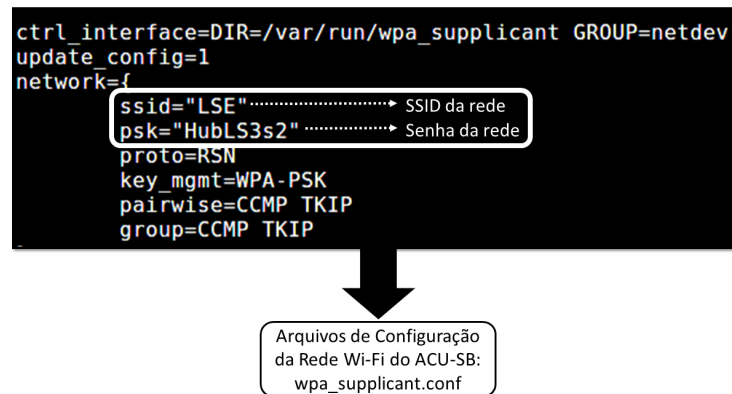 ctrl_interface=DIR=/var/run/wpa_supplicant GROUP=netdev
update_config=1
network={
ssid="LSE" SSID da rede
psk="HubLS3s2" Senha da rede
proto=RSN
key_mgmt=WPA-PSK
pairwise=CCMP TKIP
group=CCMP TKIP
Arquivos de Configuração
da Rede Wi-Fi do ACU-SB:
wpa_supplicant.conf